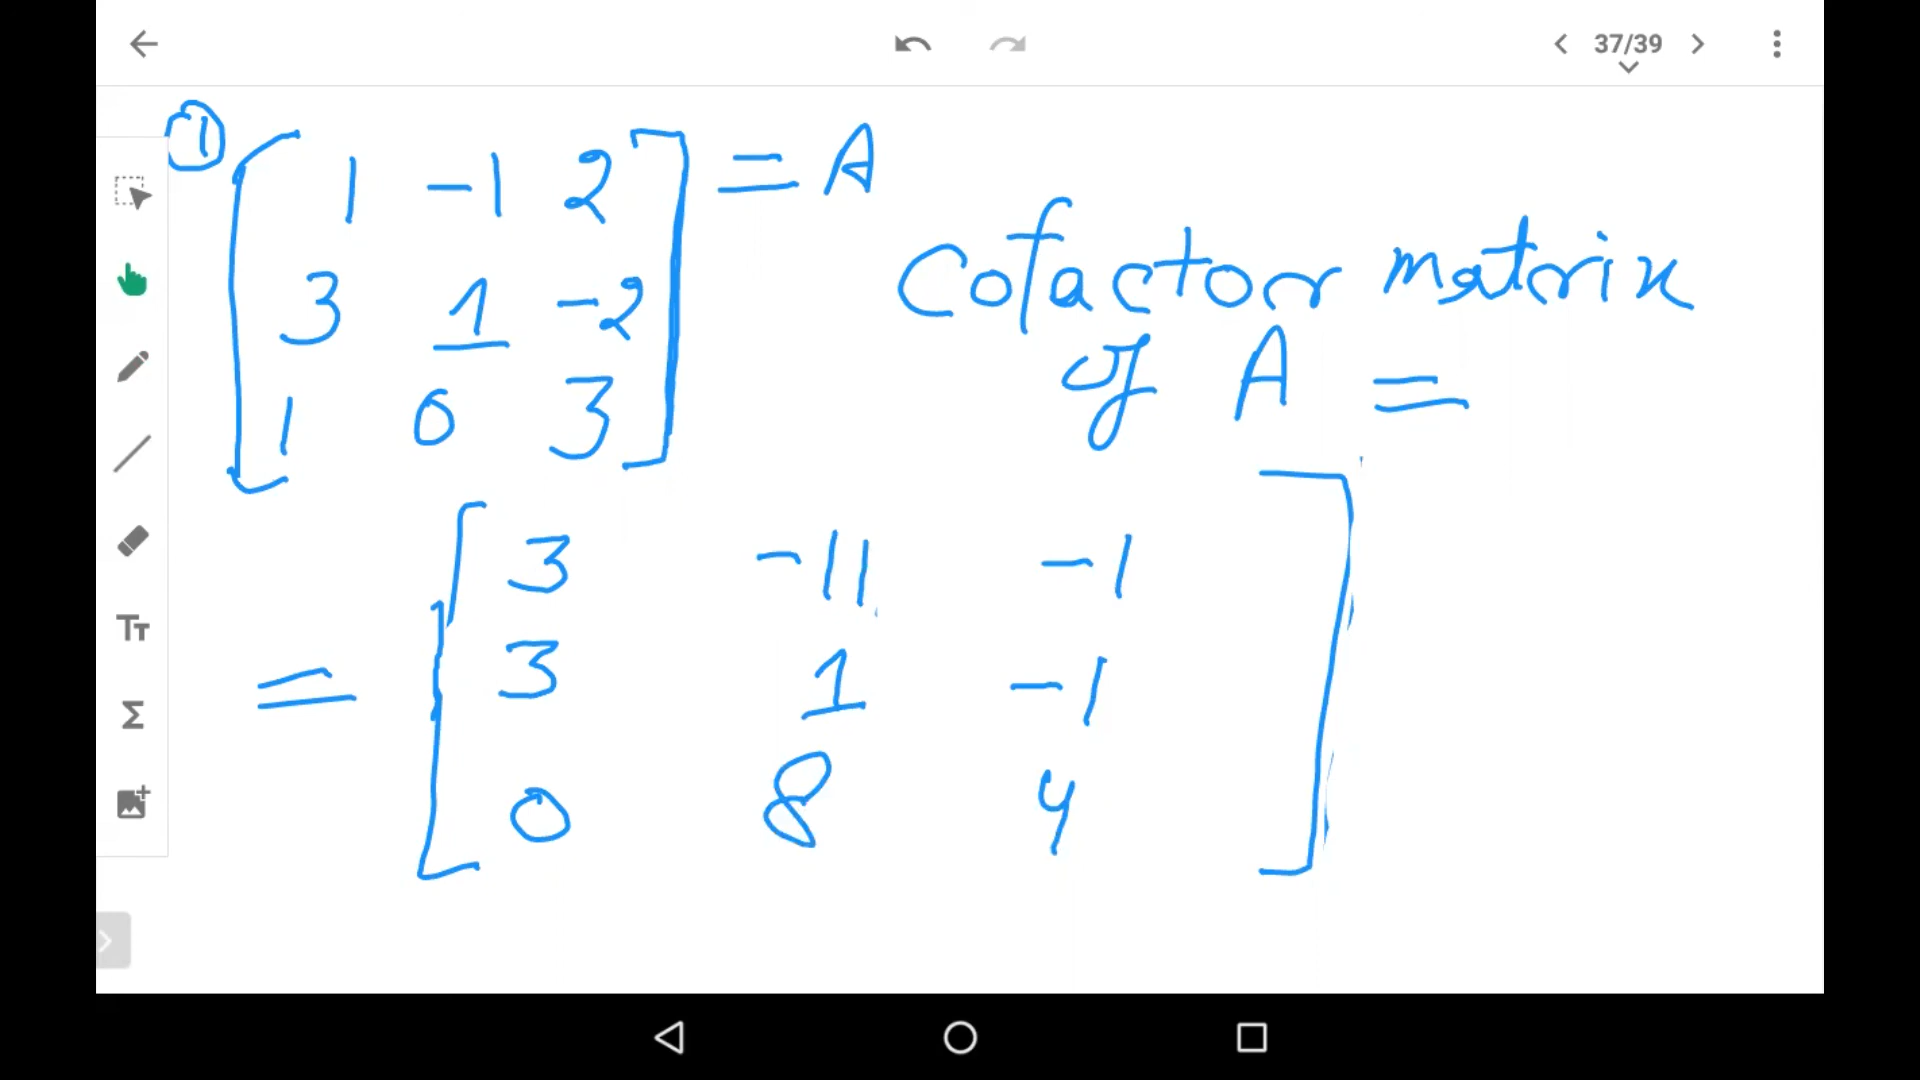 37/39
① [ 1 -1 2 ] = A
3 1 -2
1 0 3
Cofactor matrix
of A =
= [ 3 -11 -1 ]
3 1 -1
0 8 4
Tт
Σ